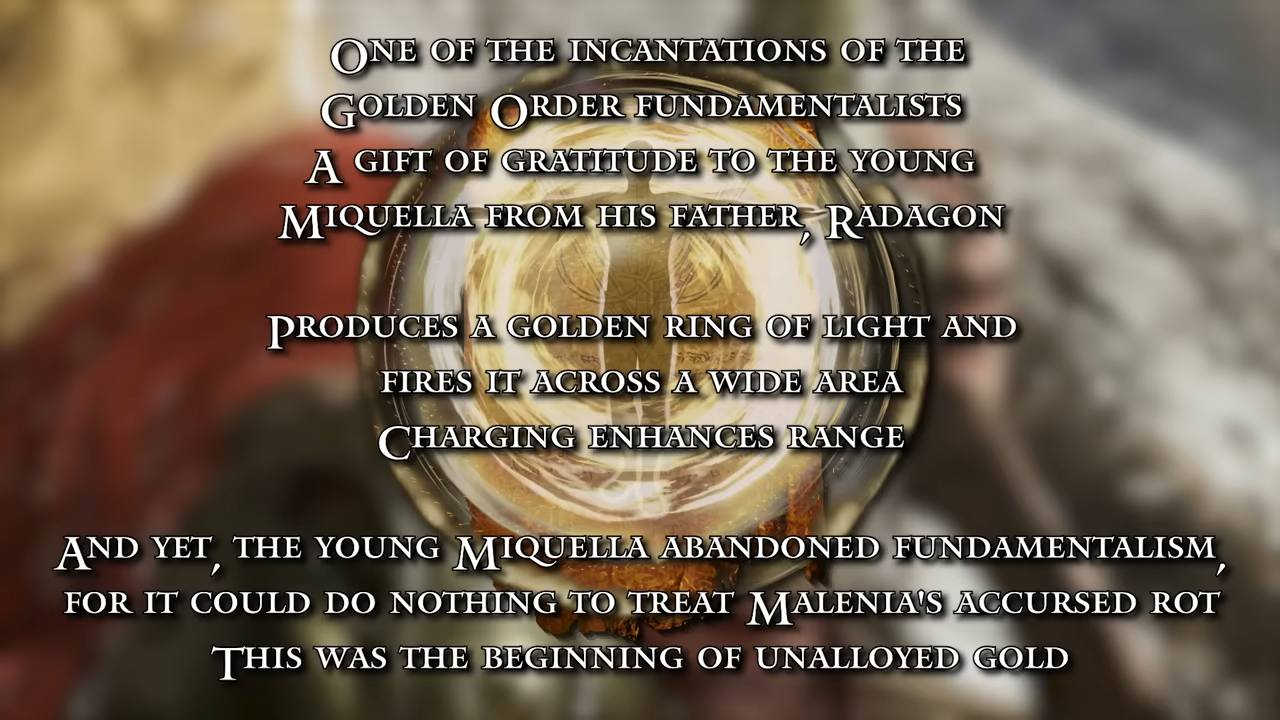 One of the incantations of the
Golden Order fundamentalists
A gift of gratitude to the young
Miquella from his father, Radagon
Produces a golden ring of light and
fires it across a wide area
Charging enhances range
And yet, the young Miquella abandoned fundamentalism,
for it could do nothing to treat Malenia's accursed rot
This was the beginning of unalloyed gold